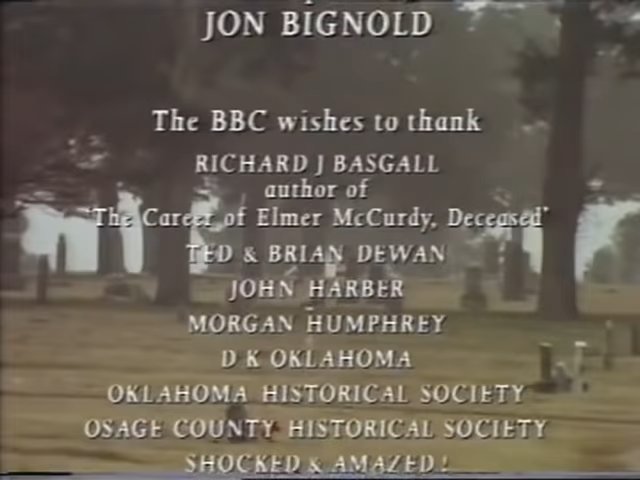 JON BIGNOLD
The BBC wishes to thank
RICHARD J BASGALL
author of
'The Career of Elmer McCurdy, Deceased'
TED & BRIAN DEWAN
JOHN HARBER
MORGAN HUMPHREY
D K OKLAHOMA
OKLAHOMA HISTORICAL SOCIETY
OSAGE COUNTY HISTORICAL SOCIETY
SHOCKED & AMAZED!